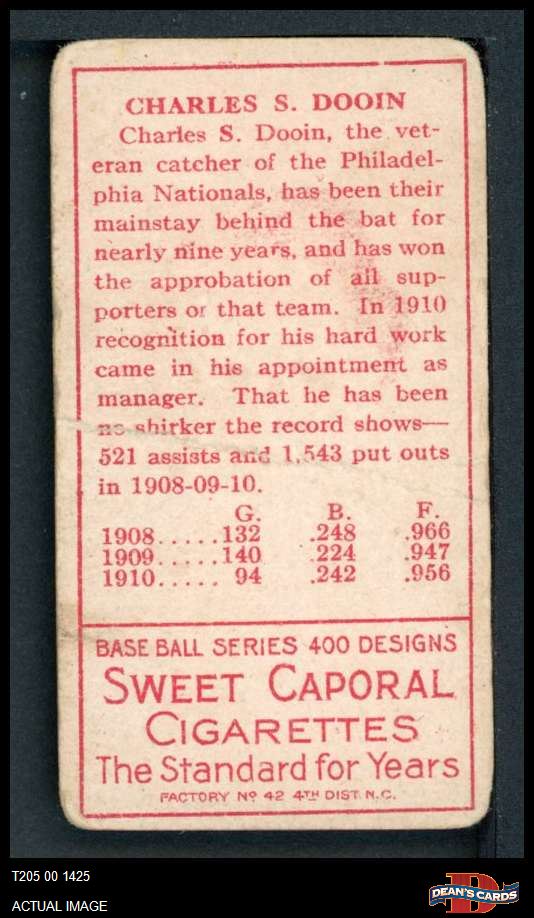 CHARLES S. DOOIN
Charles S. Dooin, the vet-
eran catcher of the Philadel-
phia Nationals, has been their
mainstay behind the bat for
nearly nine years, and has won
the approbation of all sup-
porters or that team. In 1910
recognition for his hard work
came in his appointment as
manager. That he has been
no shirker the record shows—
521 assists and 1,543 put outs
in 1908-09-10.
G. B. F.
1908.....132 .248 .966
1909.....140 .224 .947
1910..... 94 .242 .956
BASE BALL SERIES 400 DESIGNS
SWEET CAPORAL
CIGARETTES
The Standard for Years
FACTORY Nº 42 4TH DIST. N.C.
T205 00 1425
ACTUAL IMAGE
D
DEAN'S CARDS